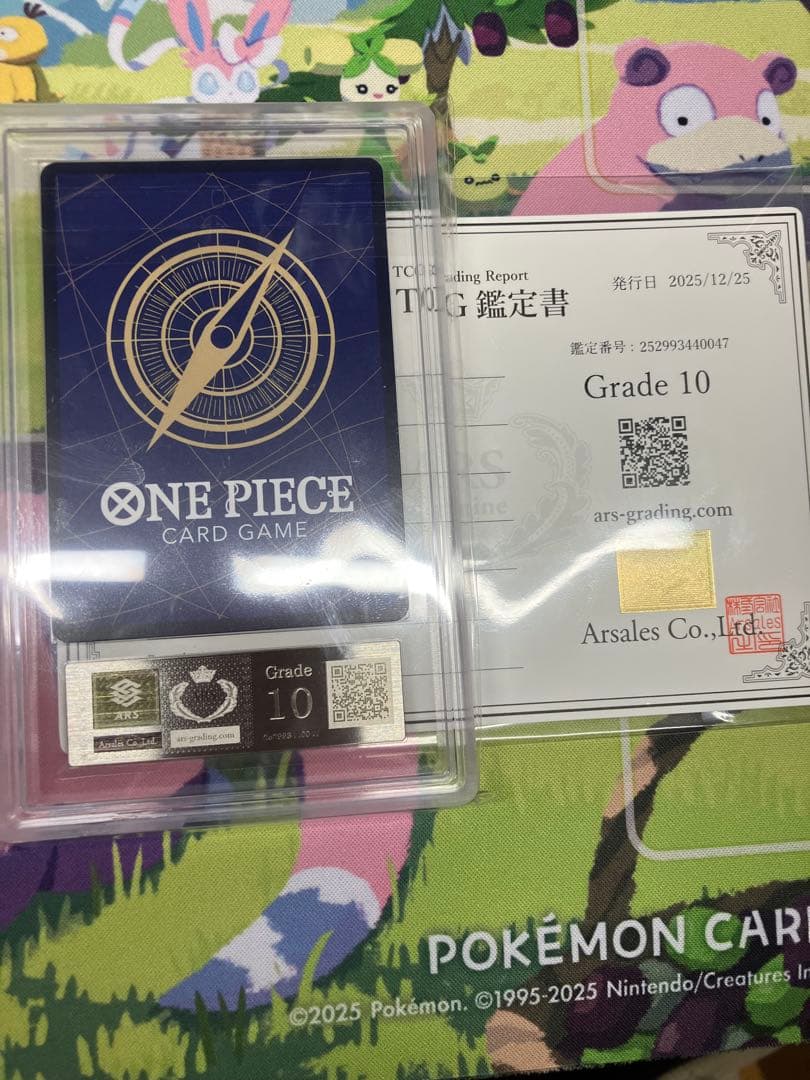 ONE PIECE
CARD GAME
ading Report
鑑定書
発行日 2025/12/25
鑑定番号:252993440047
Grade 10
ars-grading.com
Arsales Co.,Ltd.
ARS
Arsales Co.,Ltd.
ars-grading.com
Grade
10
POKÉMON CAR
©2025 Pokémon. ©1995-2025 Nintendo/Creatures In